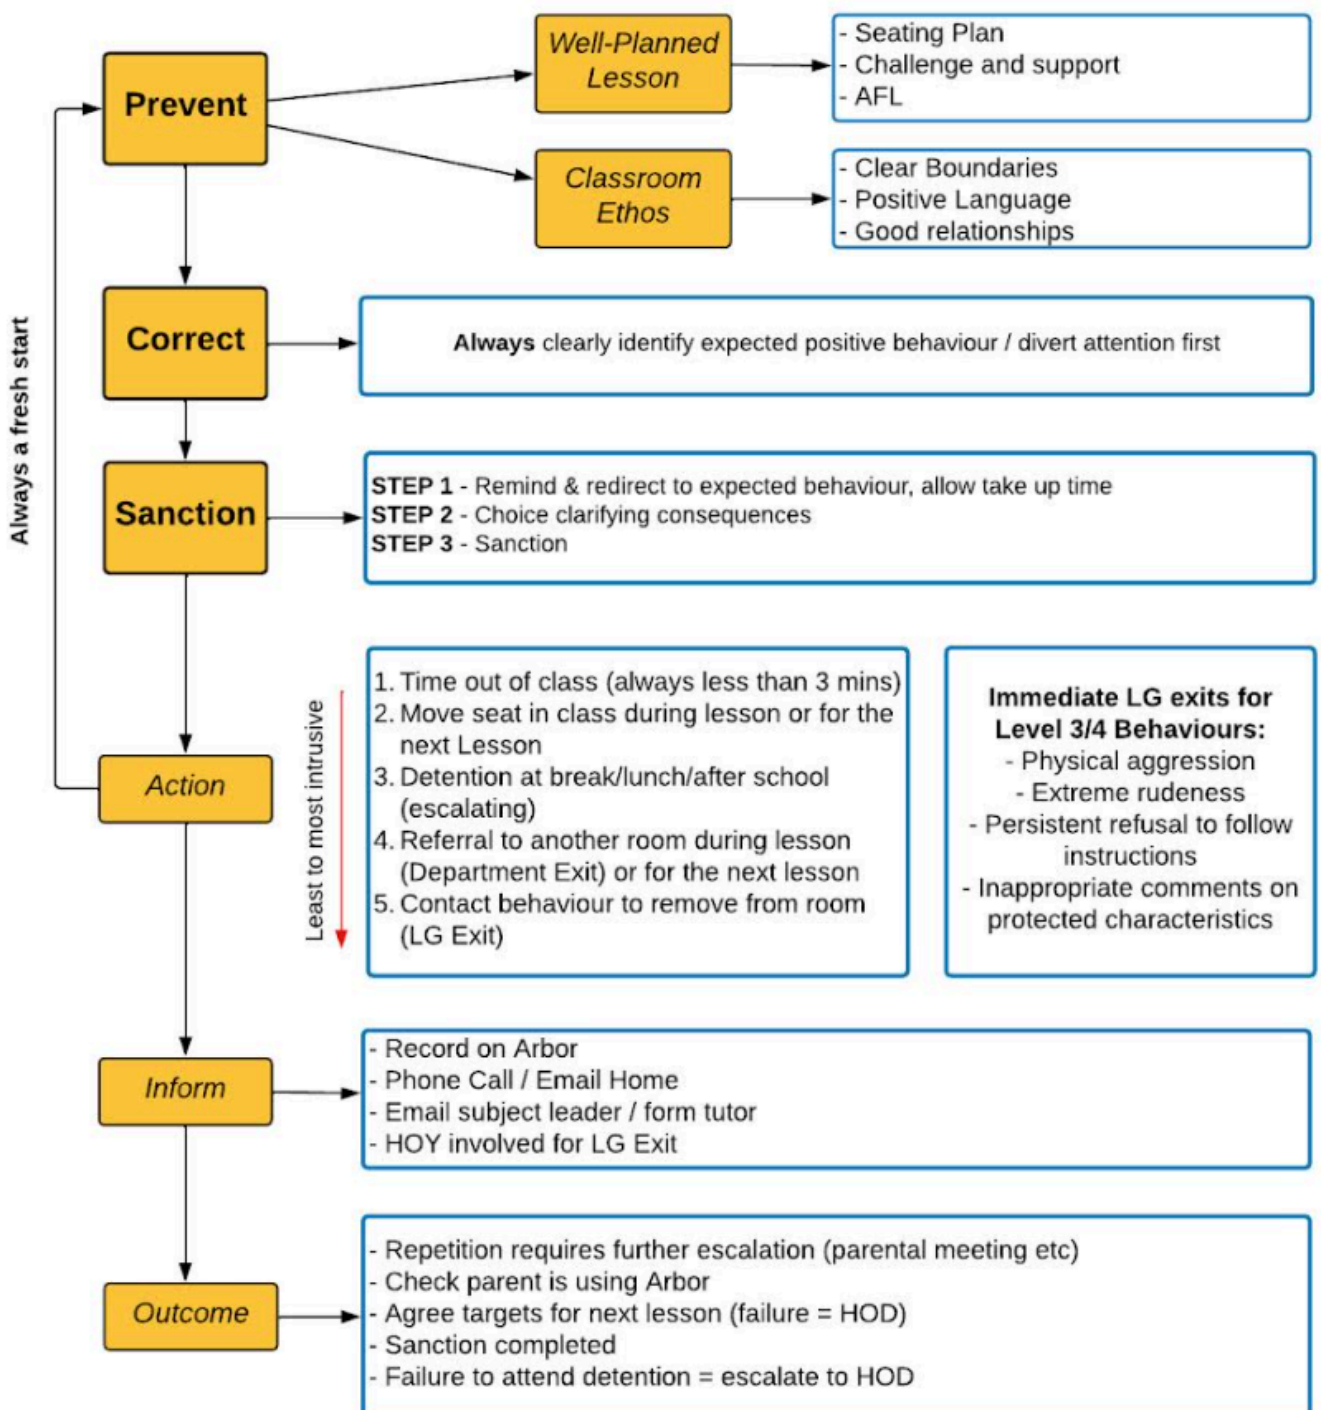 Prevent
Well-Planned
Lesson
- Seating Plan
- Challenge and support
- AFL
Classroom
Ethos
- Clear Boundaries
- Positive Language
- Good relationships
Always a fresh start
Correct
Always clearly identify expected positive behaviour / divert attention first
Sanction
STEP 1 - Remind & redirect to expected behaviour, allow take up time
STEP 2 - Choice clarifying consequences
STEP 3 - Sanction
Action
Least to most intrusive
1. Time out of class (always less than 3 mins)
2. Move seat in class during lesson or for the
next Lesson
3. Detention at break/lunch/after school
(escalating)
4. Referral to another room during lesson
(Department Exit) or for the next lesson
5. Contact behaviour to remove from room
(LG Exit)
Immediate LG exits for
Level 3/4 Behaviours:
- Physical aggression
- Extreme rudeness
- Persistent refusal to follow
instructions
- Inappropriate comments on
protected characteristics
Inform
- Record on Arbor
- Phone Call / Email Home
- Email subject leader / form tutor
- HOY involved for LG Exit
Outcome
- Repetition requires further escalation (parental meeting etc)
- Check parent is using Arbor
- Agree targets for next lesson (failure = HOD)
- Sanction completed
- Failure to attend detention = escalate to HOD